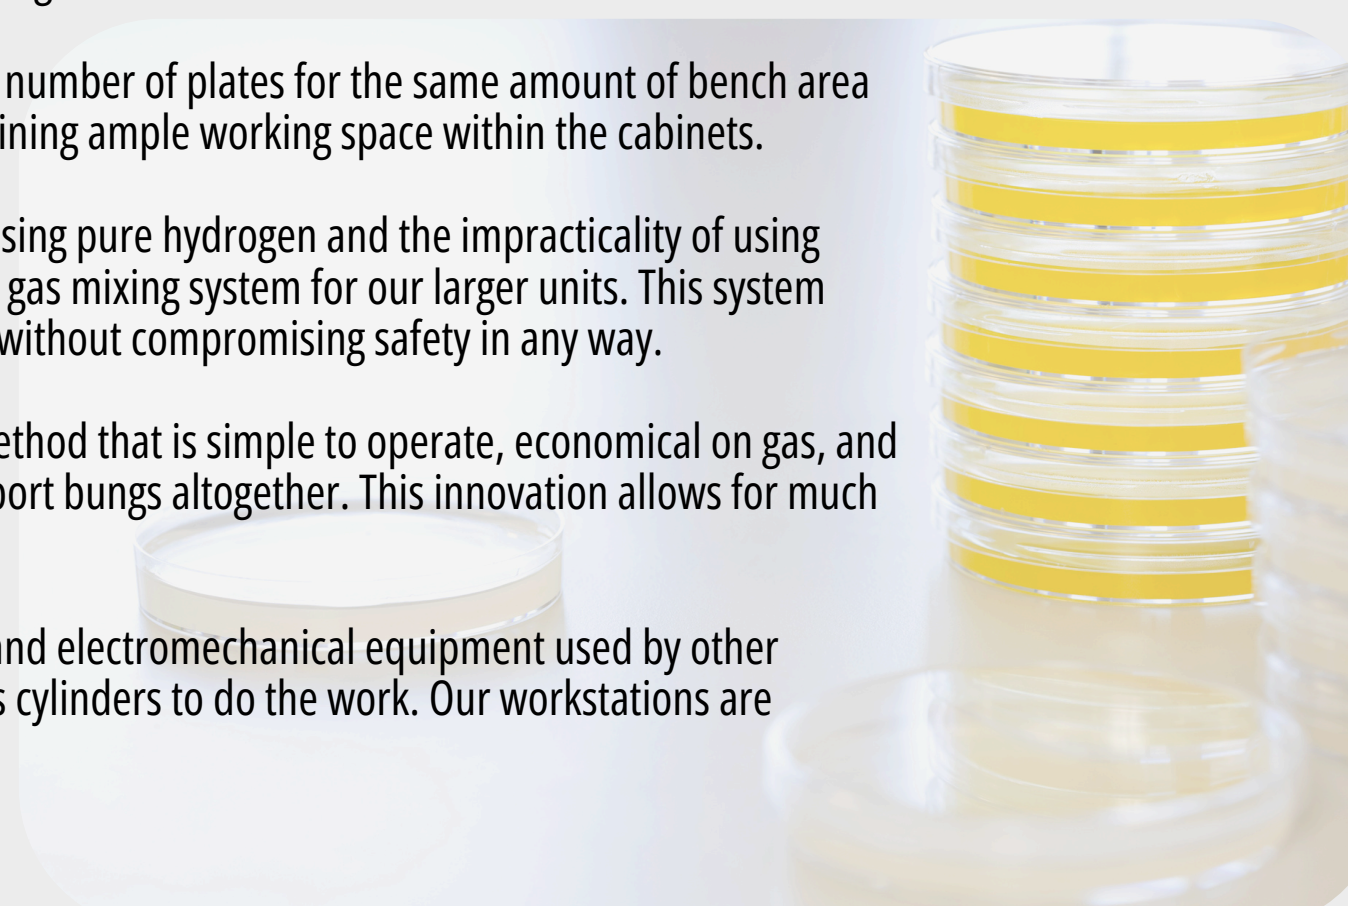 number of plates for the same amount of bench area
ining ample working space within the cabinets.
sing pure hydrogen and the impracticality of using
gas mixing system for our larger units. This system
without compromising safety in any way.
ethod that is simple to operate, economical on gas, and
port bungs altogether. This innovation allows for much
and electromechanical equipment used by other
s cylinders to do the work. Our workstations are